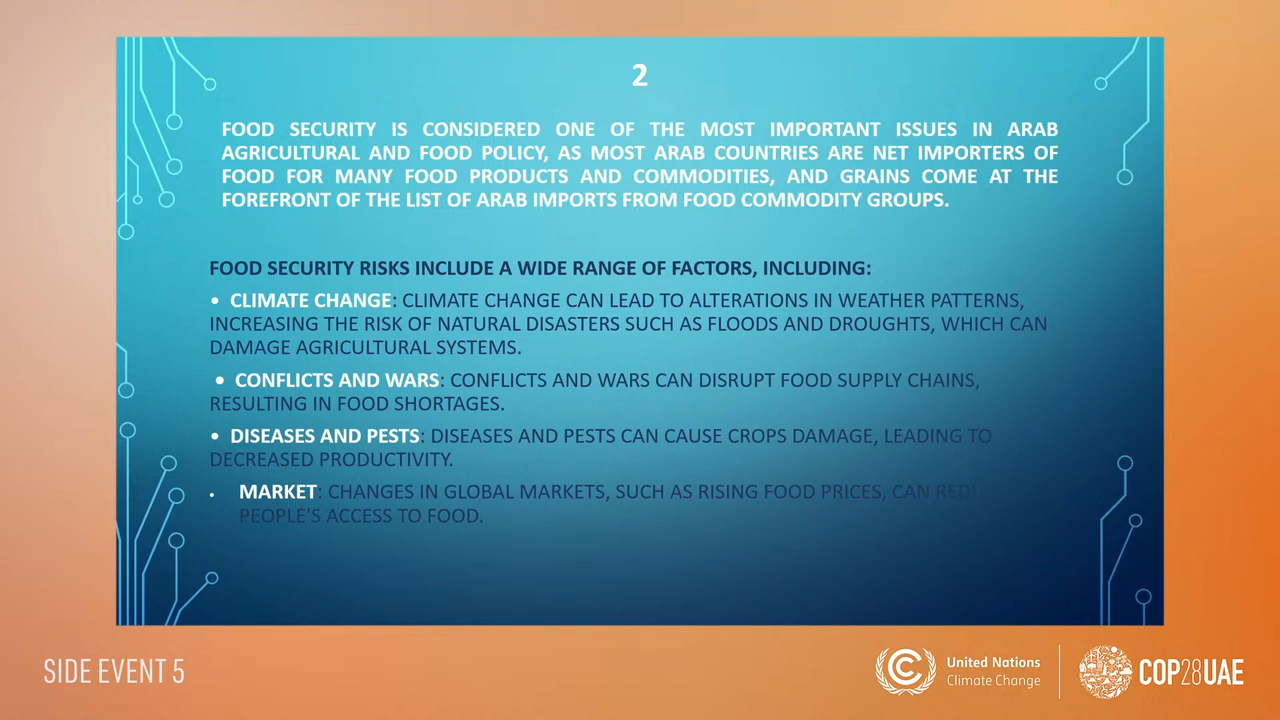 2
FOOD SECURITY IS CONSIDERED ONE OF THE MOST IMPORTANT ISSUES IN ARAB
AGRICULTURAL AND FOOD POLICY, AS MOST ARAB COUNTRIES ARE NET IMPORTERS OF
FOOD FOR MANY FOOD PRODUCTS AND COMMODITIES, AND GRAINS COME AT THE
FOREFRONT OF THE LIST OF ARAB IMPORTS FROM FOOD COMMODITY GROUPS.
FOOD SECURITY RISKS INCLUDE A WIDE RANGE OF FACTORS, INCLUDING:
• CLIMATE CHANGE: CLIMATE CHANGE CAN LEAD TO ALTERATIONS IN WEATHER PATTERNS,
INCREASING THE RISK OF NATURAL DISASTERS SUCH AS FLOODS AND DROUGHTS, WHICH CAN
DAMAGE AGRICULTURAL SYSTEMS.
• CONFLICTS AND WARS: CONFLICTS AND WARS CAN DISRUPT FOOD SUPPLY CHAINS,
RESULTING IN FOOD SHORTAGES.
• DISEASES AND PESTS: DISEASES AND PESTS CAN CAUSE CROPS DAMAGE, LEADING TO
DECREASED PRODUCTIVITY.
• MARKET: CHANGES IN GLOBAL MARKETS, SUCH AS RISING FOOD PRICES, CAN
PEOPLE'S ACCESS TO FOOD.
SIDE EVENT 5
United Nations
Climate Change
COP28UAE